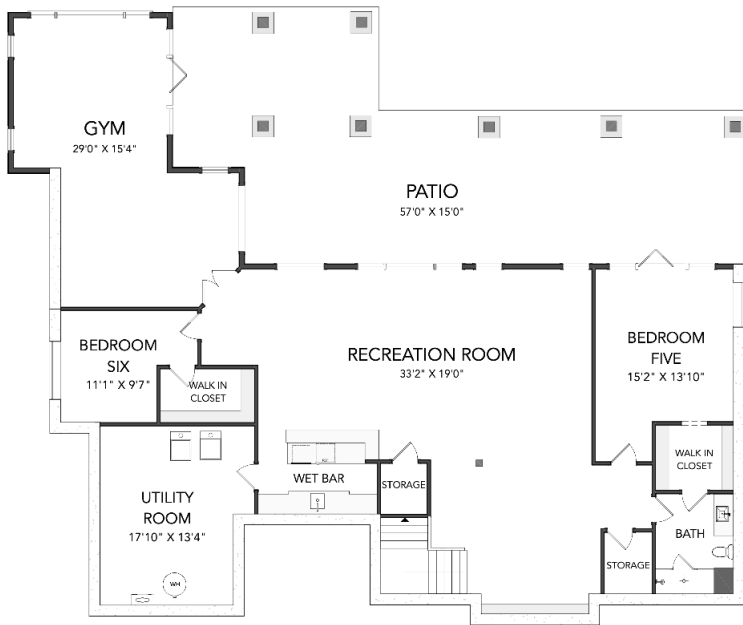 GYM
29'0" X 15'4"
PATIO
57'0" X 15'0"
BEDROOM
SIX
11'1" X 9'7"
RECREATION ROOM
33'2" X 19'0"
BEDROOM
FIVE
15'2" X 13'10"
WALK IN
CLOSET
WALK IN
CLOSET
WET BAR
STORAGE
UTILITY
ROOM
17'10" X 13'4"
BATH
STORAGE
WH